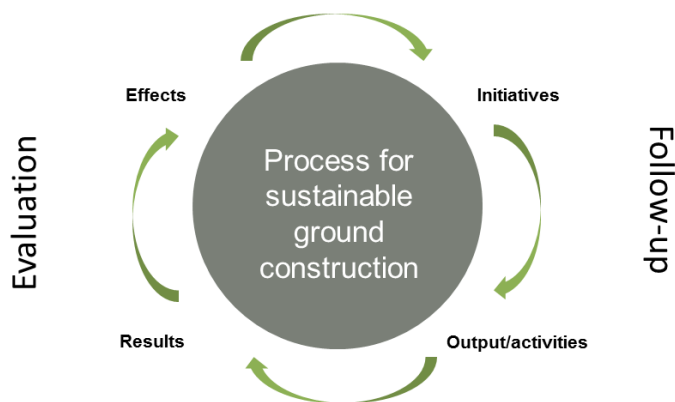 Effects
Initiatives
Evaluation
Process for
sustainable
ground
construction
Follow-up
Results
Output/activities